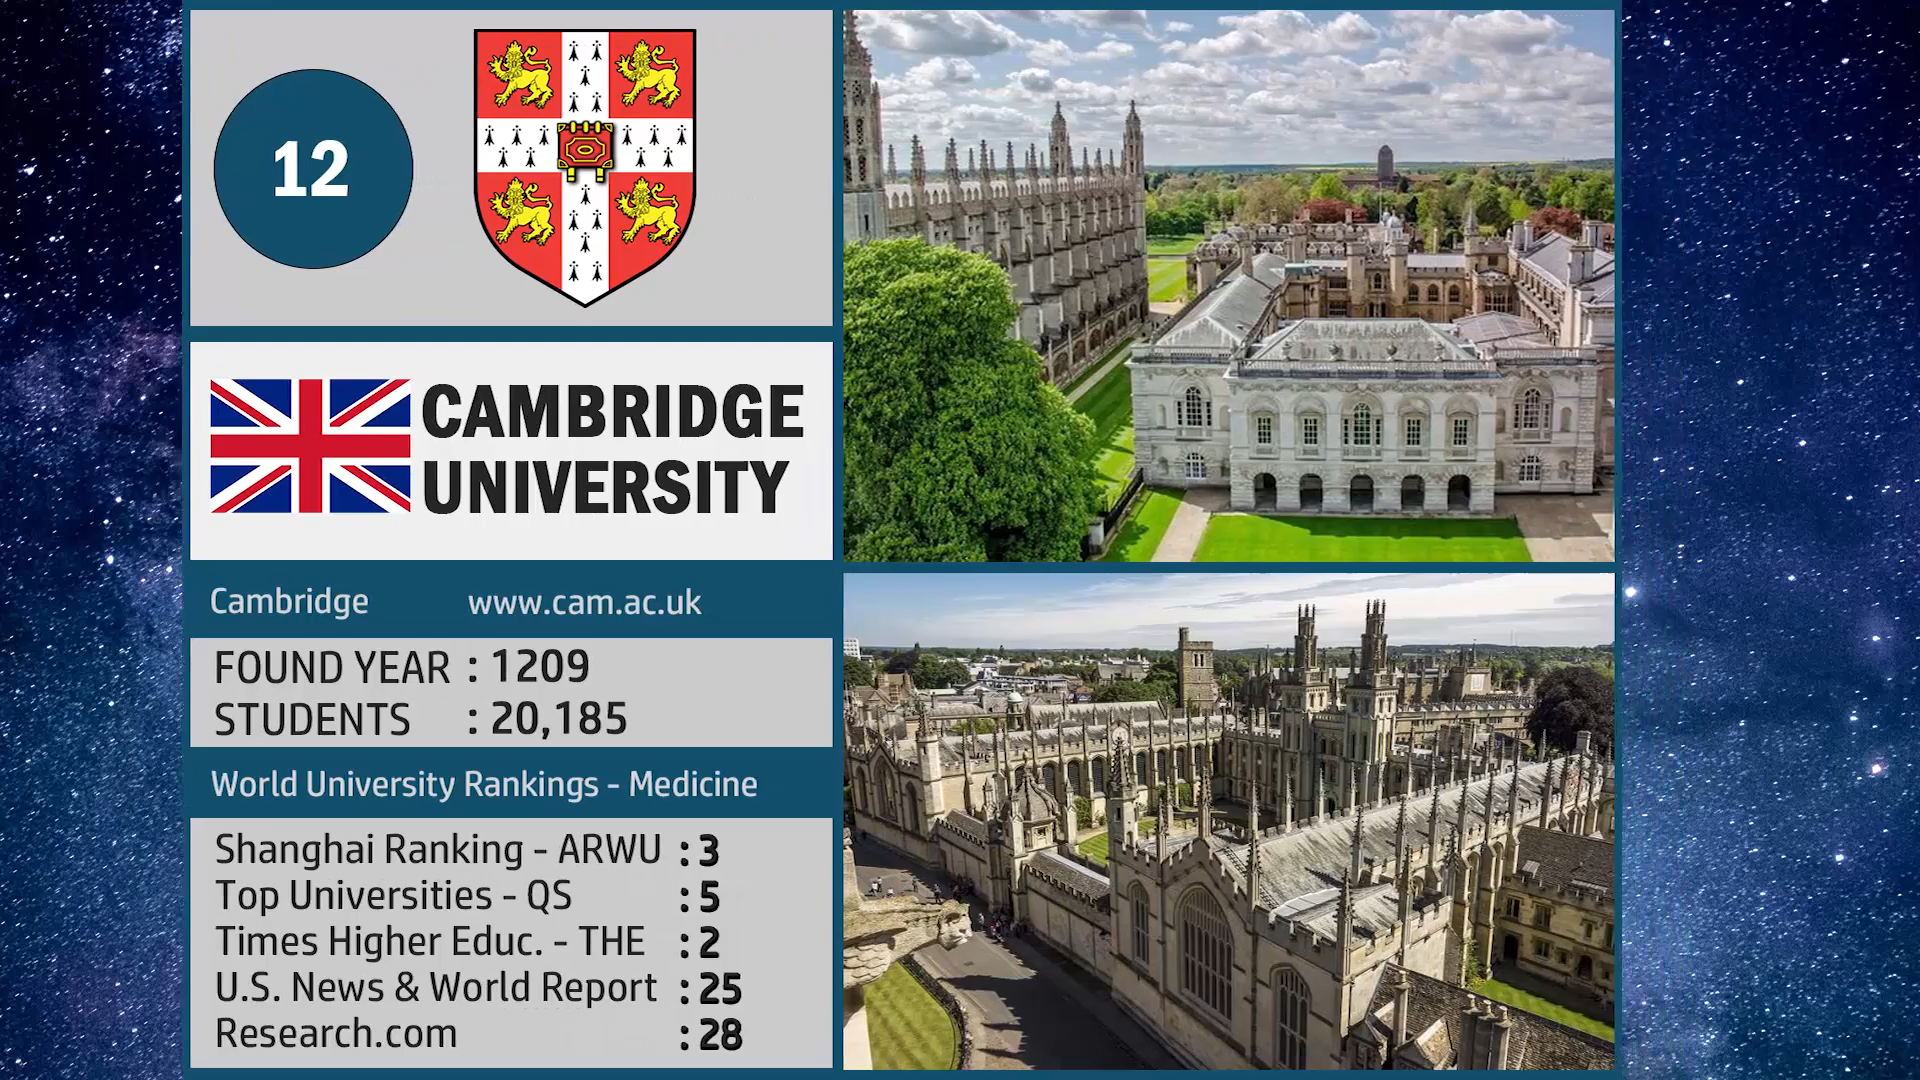 12
CAMBRIDGE
UNIVERSITY
Cambridge www.cam.ac.uk
FOUND YEAR : 1209
STUDENTS : 20,185
World University Rankings - Medicine
Shanghai Ranking - ARWU : 3
Top Universities - QS : 5
Times Higher Educ. - THE : 2
U.S. News & World Report : 25
Research.com : 28